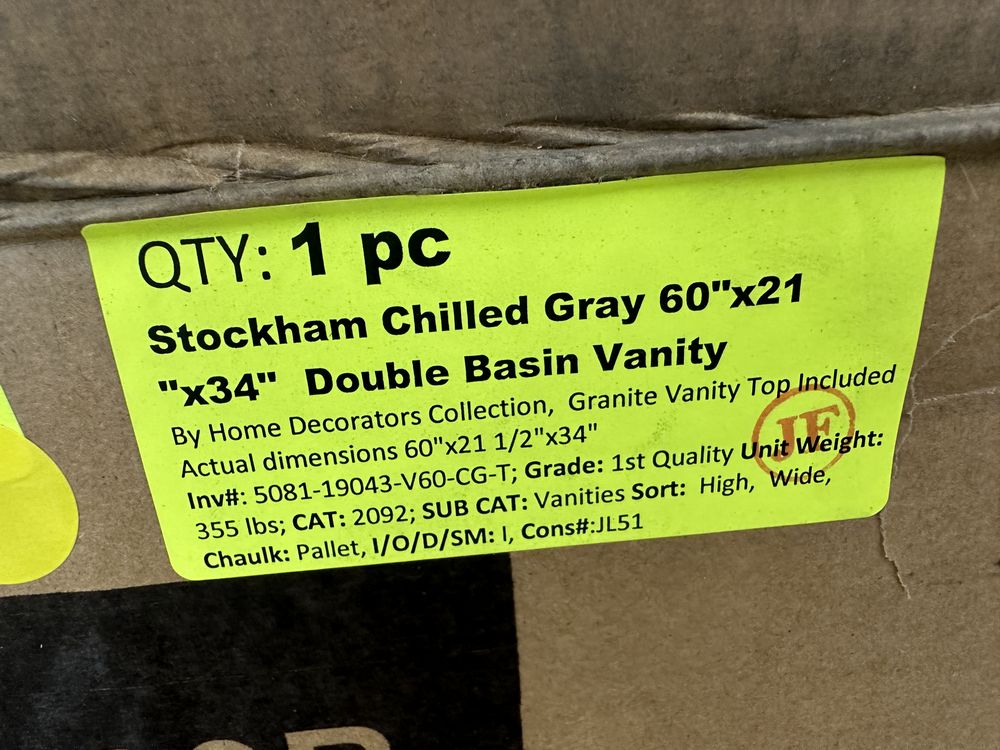 QTY: 1 pc
Stockham Chilled Gray 60"x21
"x34" Double Basin Vanity
By Home Decorators Collection, Granite Vanity Top Included
Actual dimensions 60"x21 1/2"x34"
Inv#: 5081-19043-V60-CG-T; Grade: 1st Quality Unit Weight:
355 lbs; CAT: 2092; SUB CAT: Vanities Sort: High, Wide,
Chaulk: Pallet, I/O/D/SM: I, Cons#:JL51
JF